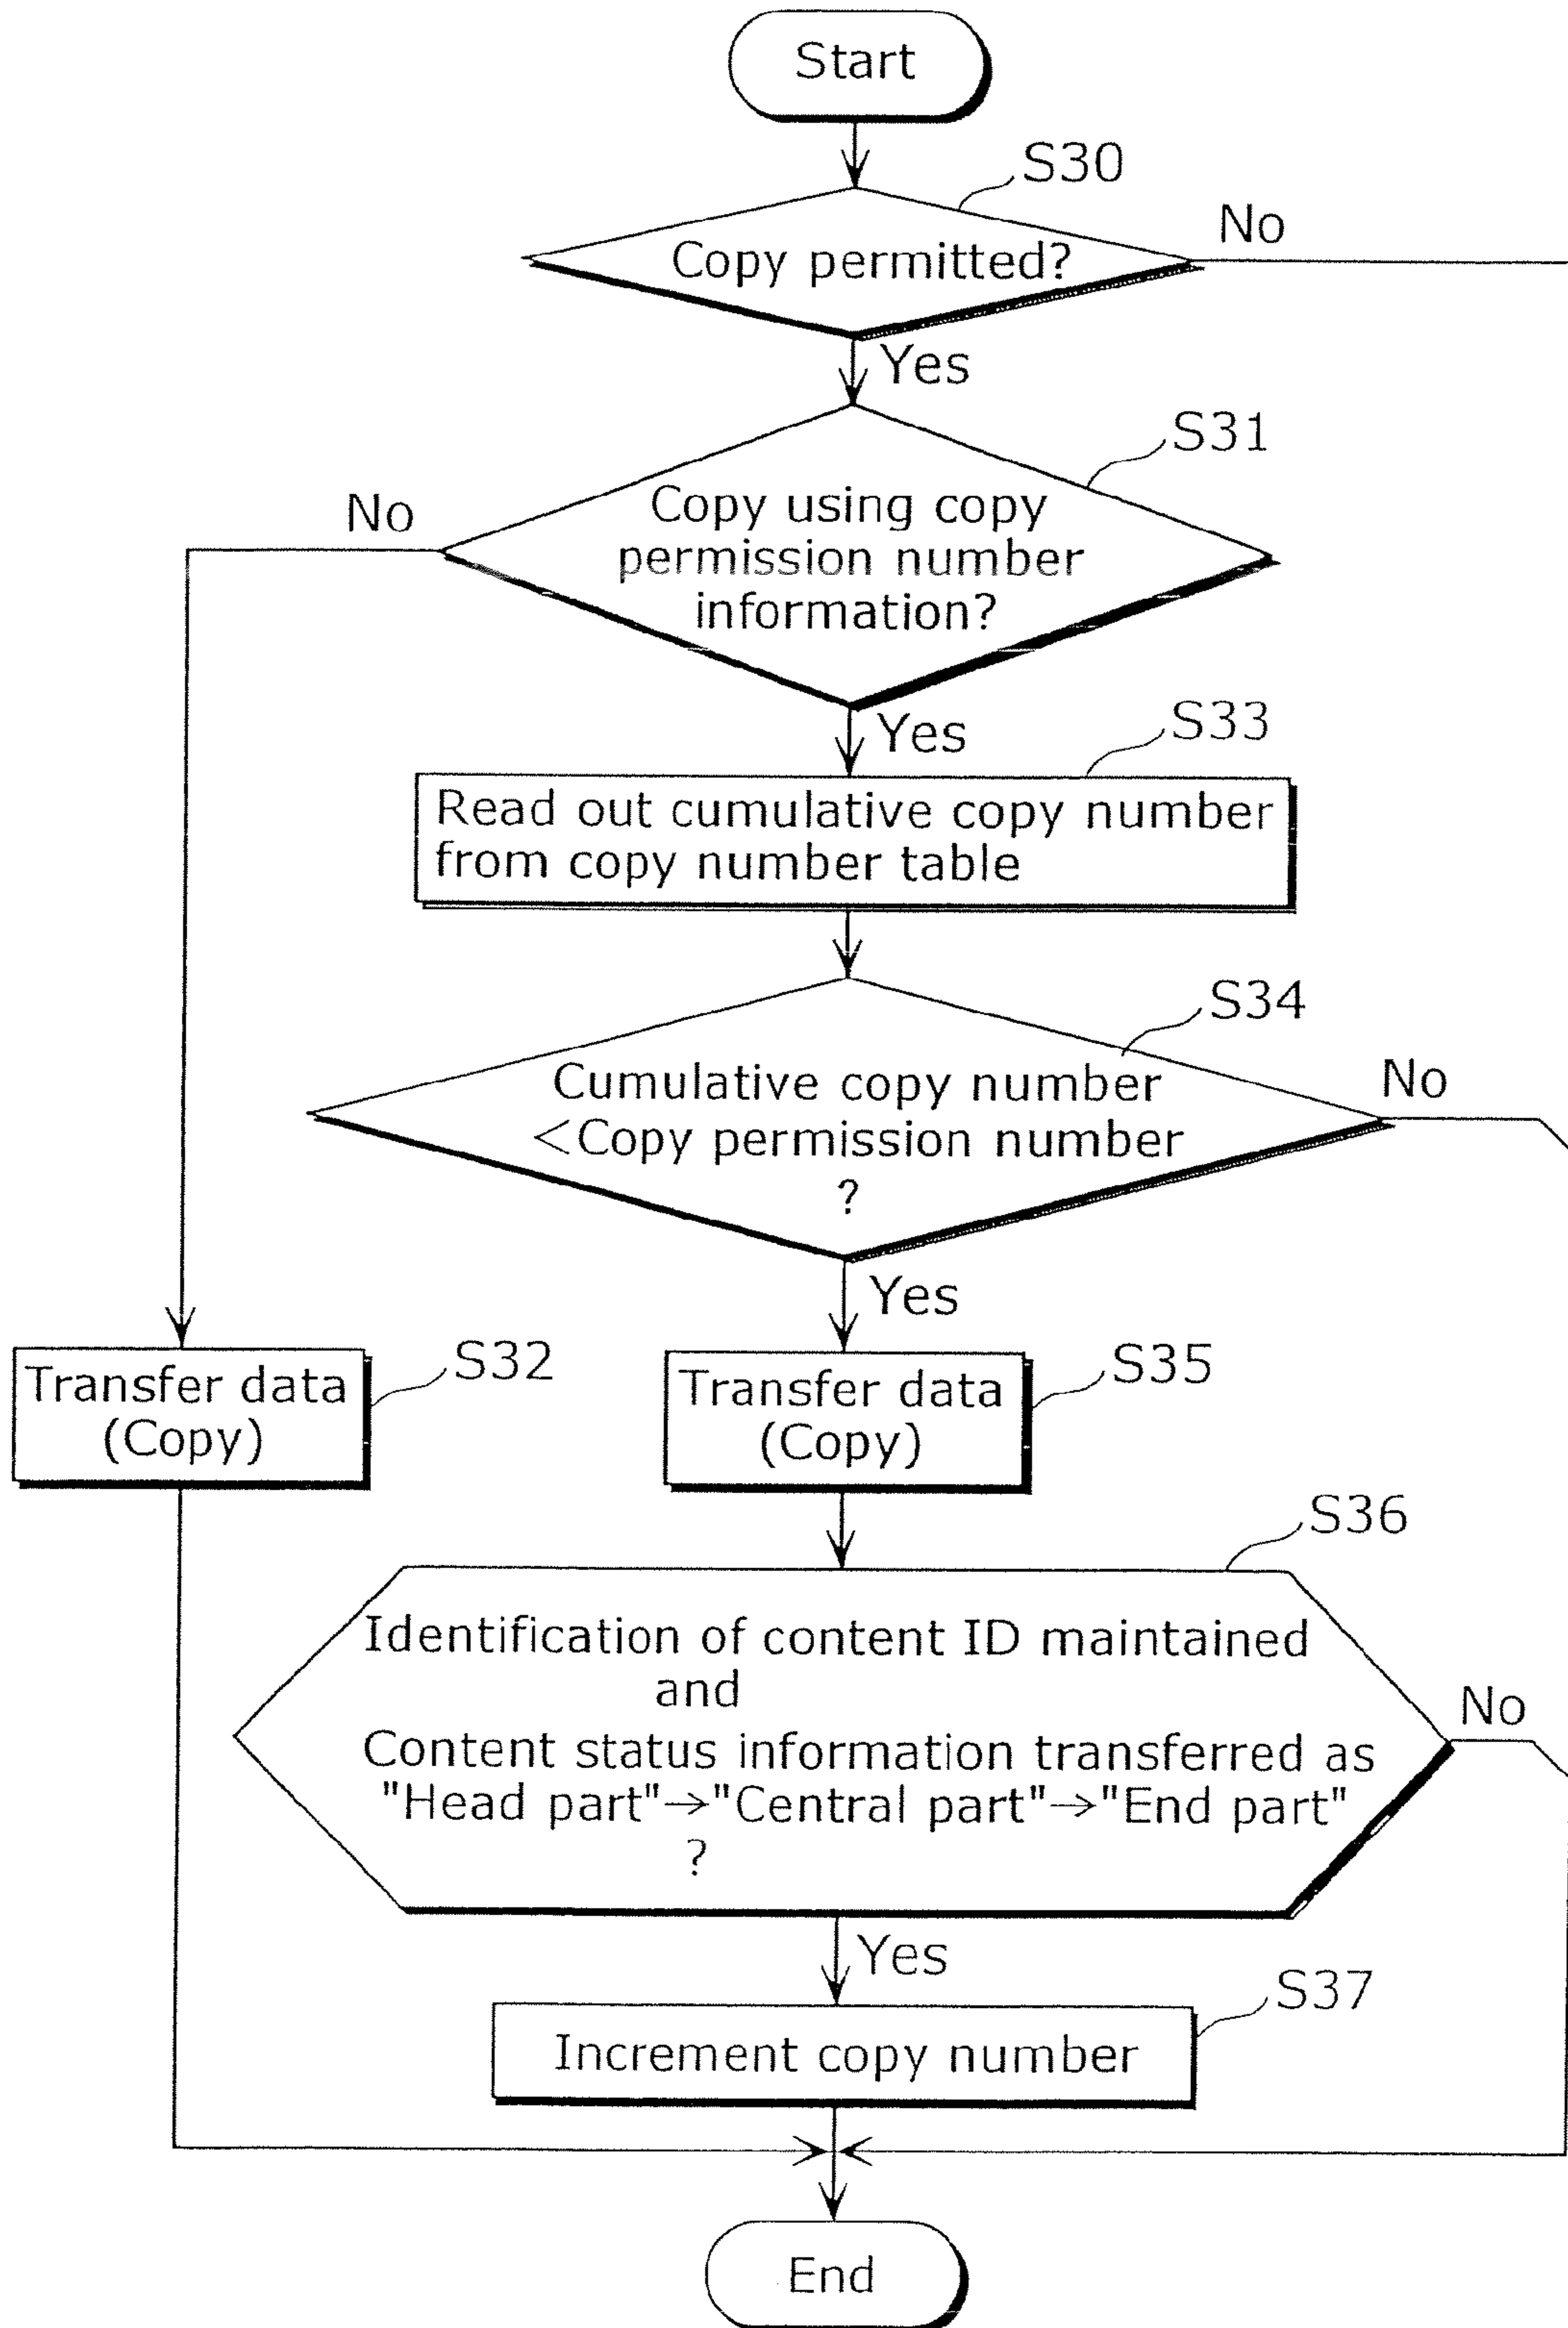 Start
S30
No
Copy permitted?
Yes
S31
No
Copy using copy
permission number
information?
Yes
S33
Read out cumulative copy number
from copy number table
S34
Cumulative copy number
<Copy permission number
?
No
Yes
Transfer data
(Copy)
S32
Transfer data
(Copy)
S35
S36
Identification of content ID maintained
and
Content status information transferred as
"Head part"→"Central part"→"End part"
?
No
Yes
S37
Increment copy number
End